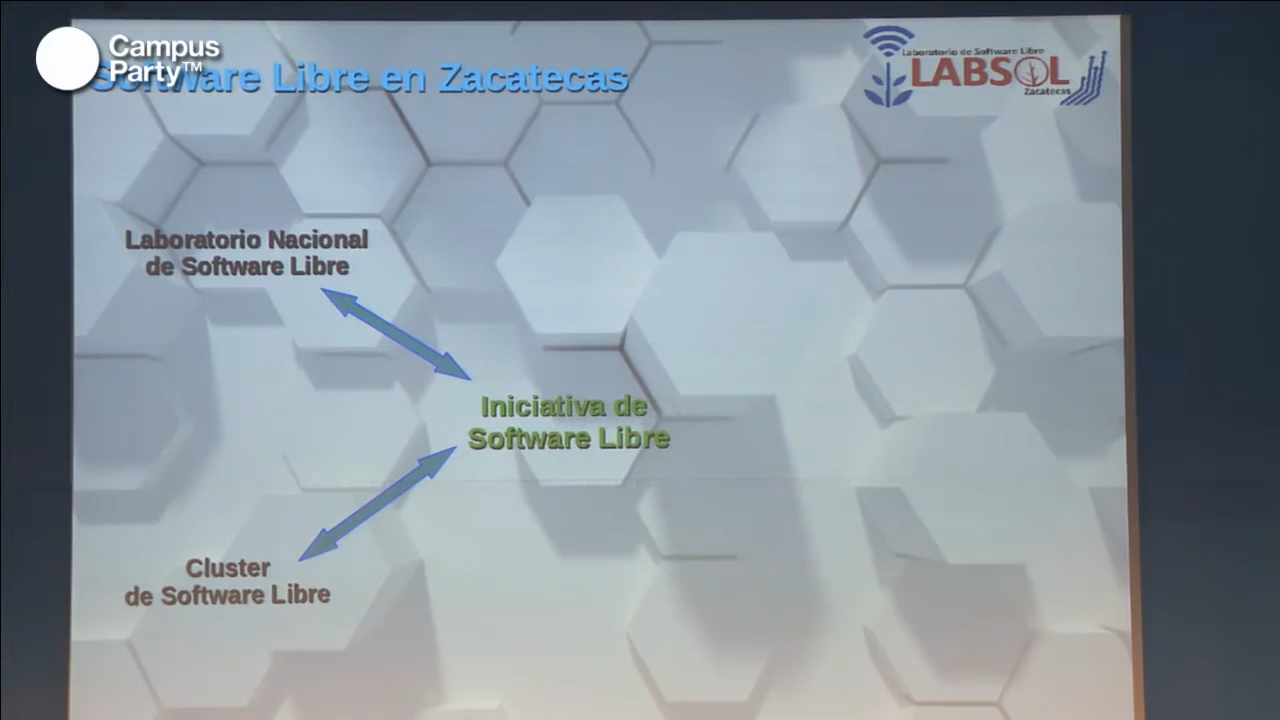 Campus
Party™
Software Libre en Zacatecas
Laboratorio de Software Libre
LABSOL
Zacatecas
Laboratorio Nacional
de Software Libre
Iniciativa de
Software Libre
Cluster
de Software Libre